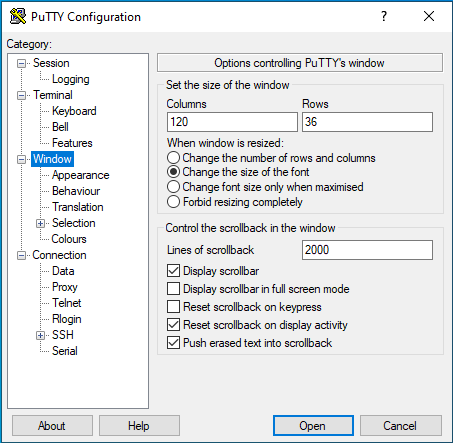 PuTTY Configuration
?
Category:
Session
Logging
Terminal
Keyboard
Bell
Features
Window
Appearance
Behaviour
Translation
Selection
Colours
Connection
Data
Proxy
Telnet
Rlogin
SSH
Serial
Options controlling PuTTY's window
Set the size of the window
Columns Rows
120 36
When window is resized:
Change the number of rows and columns
Change the size of the font
Change font size only when maximised
Forbid resizing completely
Control the scrollback in the window
Lines of scrollback 2000
Display scrollbar
Display scrollbar in full screen mode
Reset scrollback on keypress
Reset scrollback on display activity
Push erased text into scrollback
About Help Open Cancel